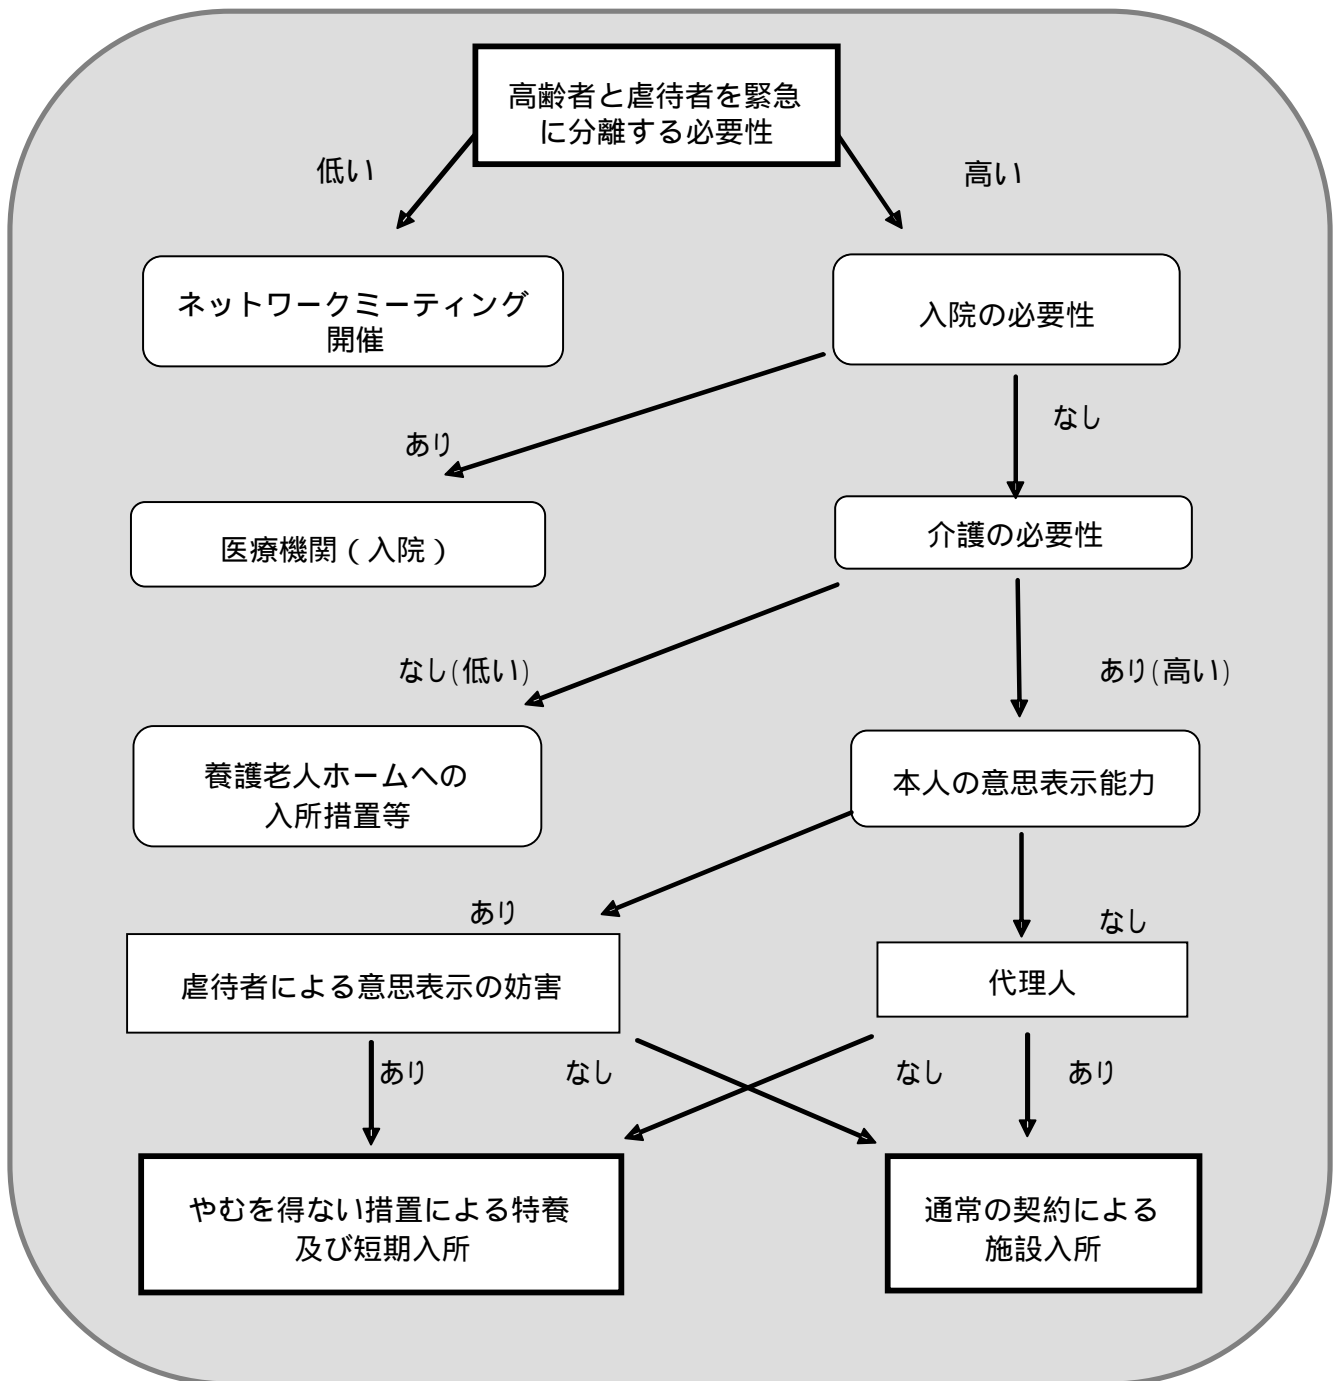 高齢者と虐待者を緊急
に分離する必要性
低い
高い
ネットワークミーティング
開催
入院の必要性
あり
なし
医療機関(入院)
介護の必要性
なし(低い)
あり(高い)
養護老人ホームへの
入所措置等
本人の意思表示能力
あり
なし
虐待者による意思表示の妨害
代理人
あり
なし
なし
あり
やむを得ない措置による特養
及び短期入所
通常の契約による
施設入所